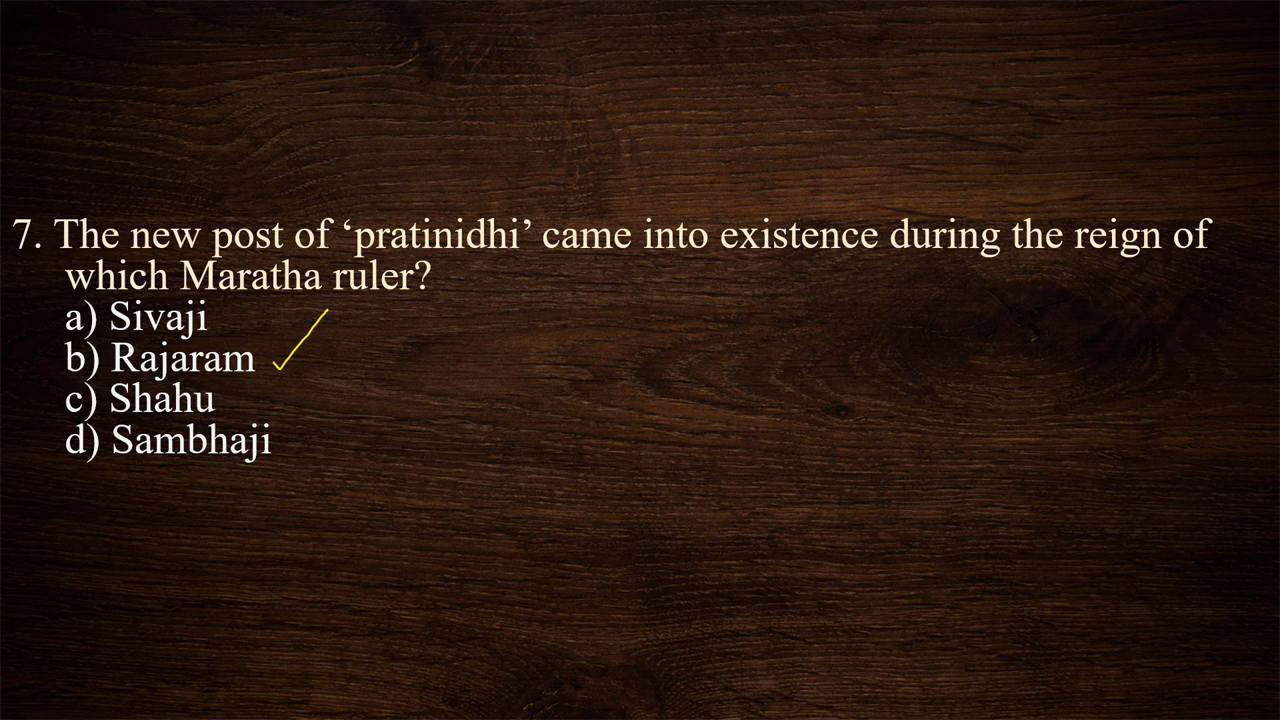 7. The new post of ‘pratinidhi’ came into existence during the reign of
which Maratha ruler?
a) Sivaji
b) Rajaram
c) Shahu
d) Sambhaji